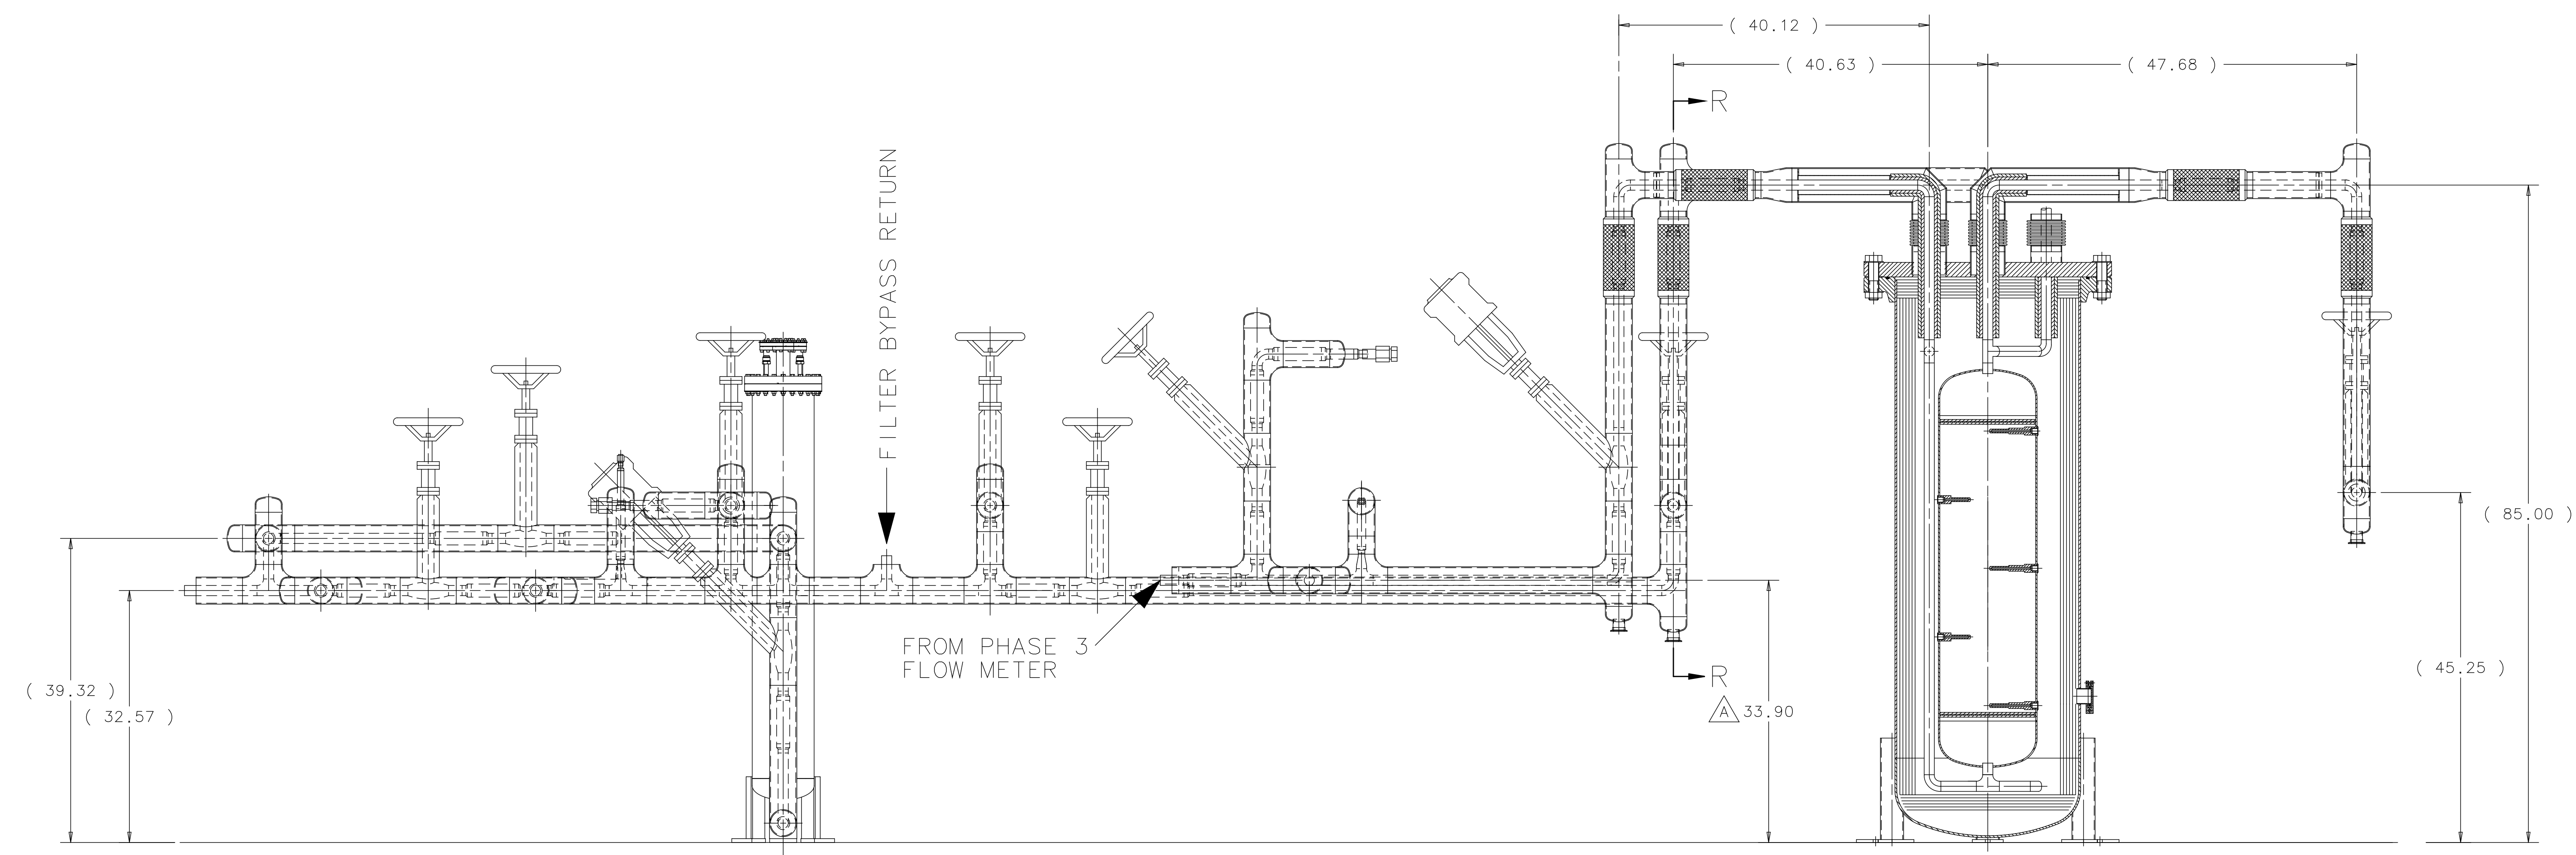 ( 40.12 )
( 40.63 )
( 47.68 )
R
FILTER BYPASS RETURN
( 85.00 )
FROM PHASE 3
FLOW METER
( 45.25 )
R
( 39.32 )
A 33.90
( 32.57 )